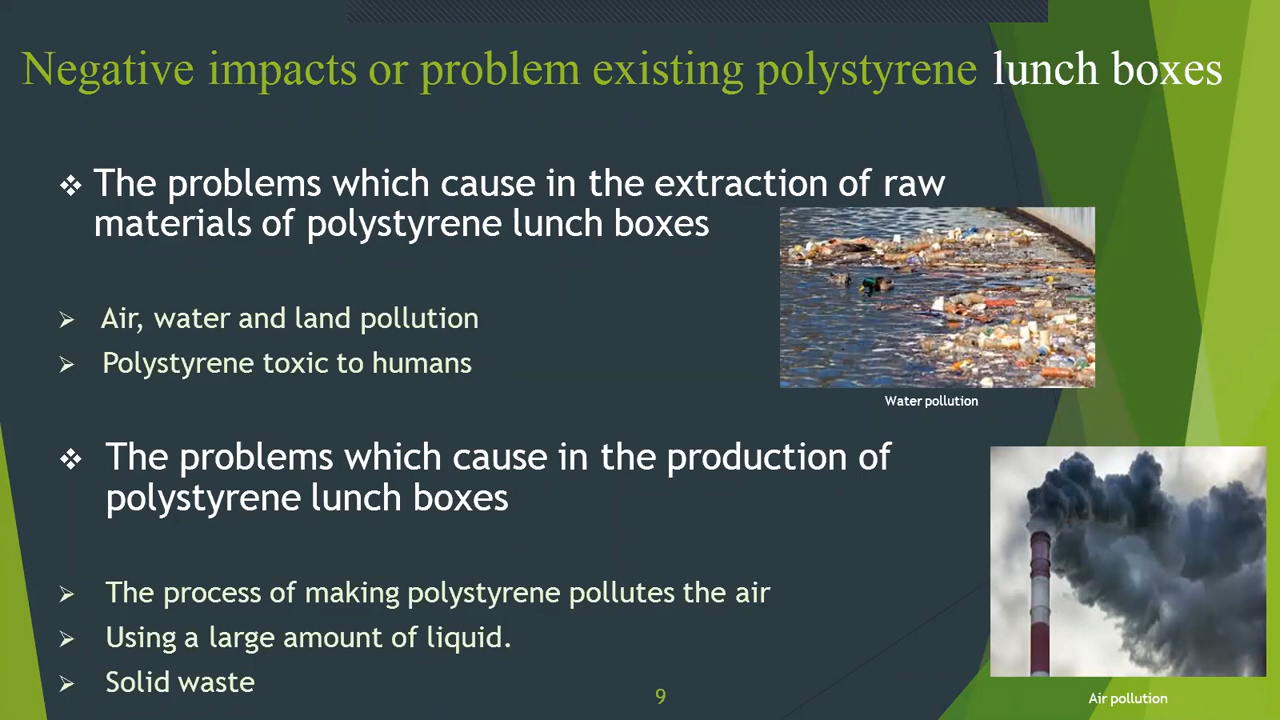 Negative impacts or problem existing polystyrene lunch boxes
❖ The problems which cause in the extraction of raw
materials of polystyrene lunch boxes
➢ Air, water and land pollution
➢ Polystyrene toxic to humans
Water pollution
❖ The problems which cause in the production of
polystyrene lunch boxes
➢ The process of making polystyrene pollutes the air
➢ Using a large amount of liquid.
➢ Solid waste
9
Air pollution